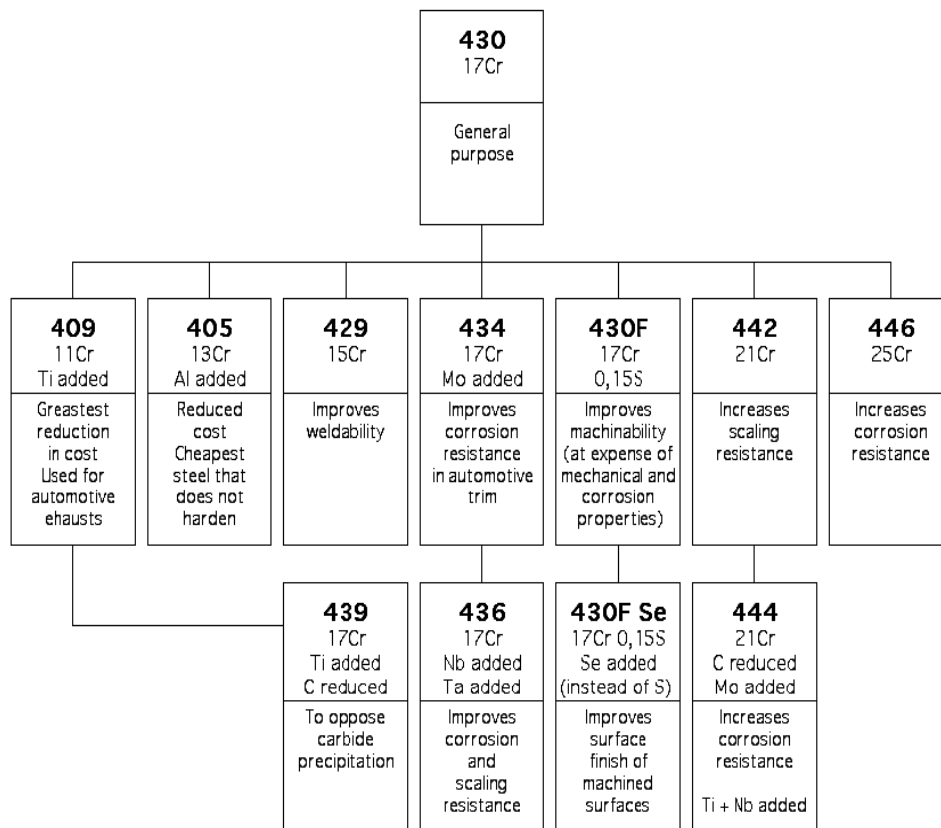 430
17Cr
General
purpose
409
11Cr
Ti added
Greastest
reduction
in cost
Used for
automotive
ehausts
405
13Cr
Al added
Reduced
cost
Cheapest
steel that
does not
harden
429
15Cr
Improves
weldability
434
17Cr
Mo added
Improves
corrosion
resistance
in automotive
trim
430F
17Cr
0,15S
Improves
machinability
(at expense of
mechanical and
corrosion
properties)
442
21Cr
Increases
scaling
resistance
446
25Cr
Increases
corrosion
resistance
439
17Cr
Ti added
C reduced
To oppose
carbide
precipitation
436
17Cr
Nb added
Ta added
Improves
corrosion
and
scaling
resistance
430F Se
17Cr 0,15S
Se added
(instead of S)
Improves
surface
finish of
machined
surfaces
444
21Cr
C reduced
Mo added
Increases
corrosion
resistance
Ti + Nb added